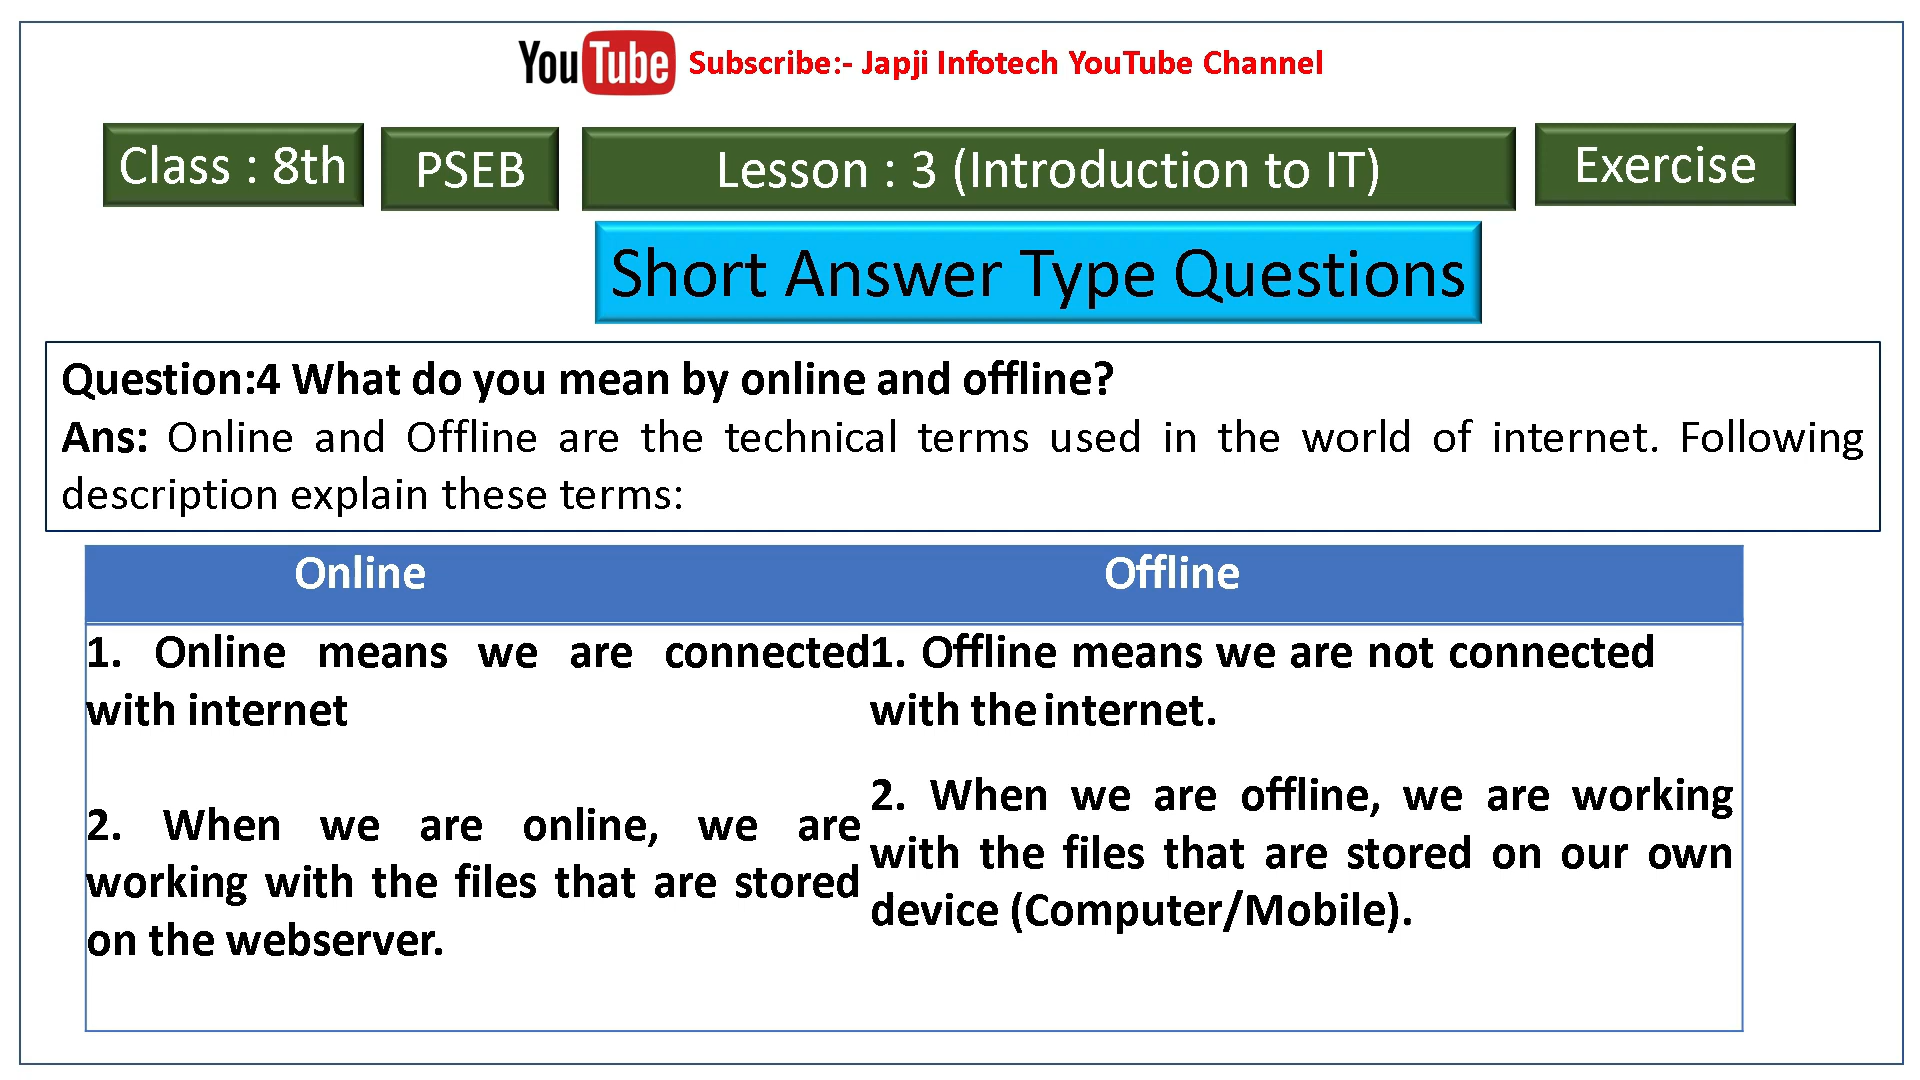 YouTube Subscribe:- Japji Infotech YouTube Channel
Class : 8th PSEB Lesson : 3 (Introduction to IT) Exercise
Short Answer Type Questions
Question:4 What do you mean by online and offline?
Ans: Online and Offline are the technical terms used in the world of internet. Following
description explain these terms:
Online Offline
1. Online means we are connected
with internet
2. When we are online, we are
working with the files that are stored
on the webserver.
1. Offline means we are not connected
with the internet.
2. When we are offline, we are working
with the files that are stored on our own
device (Computer/Mobile).